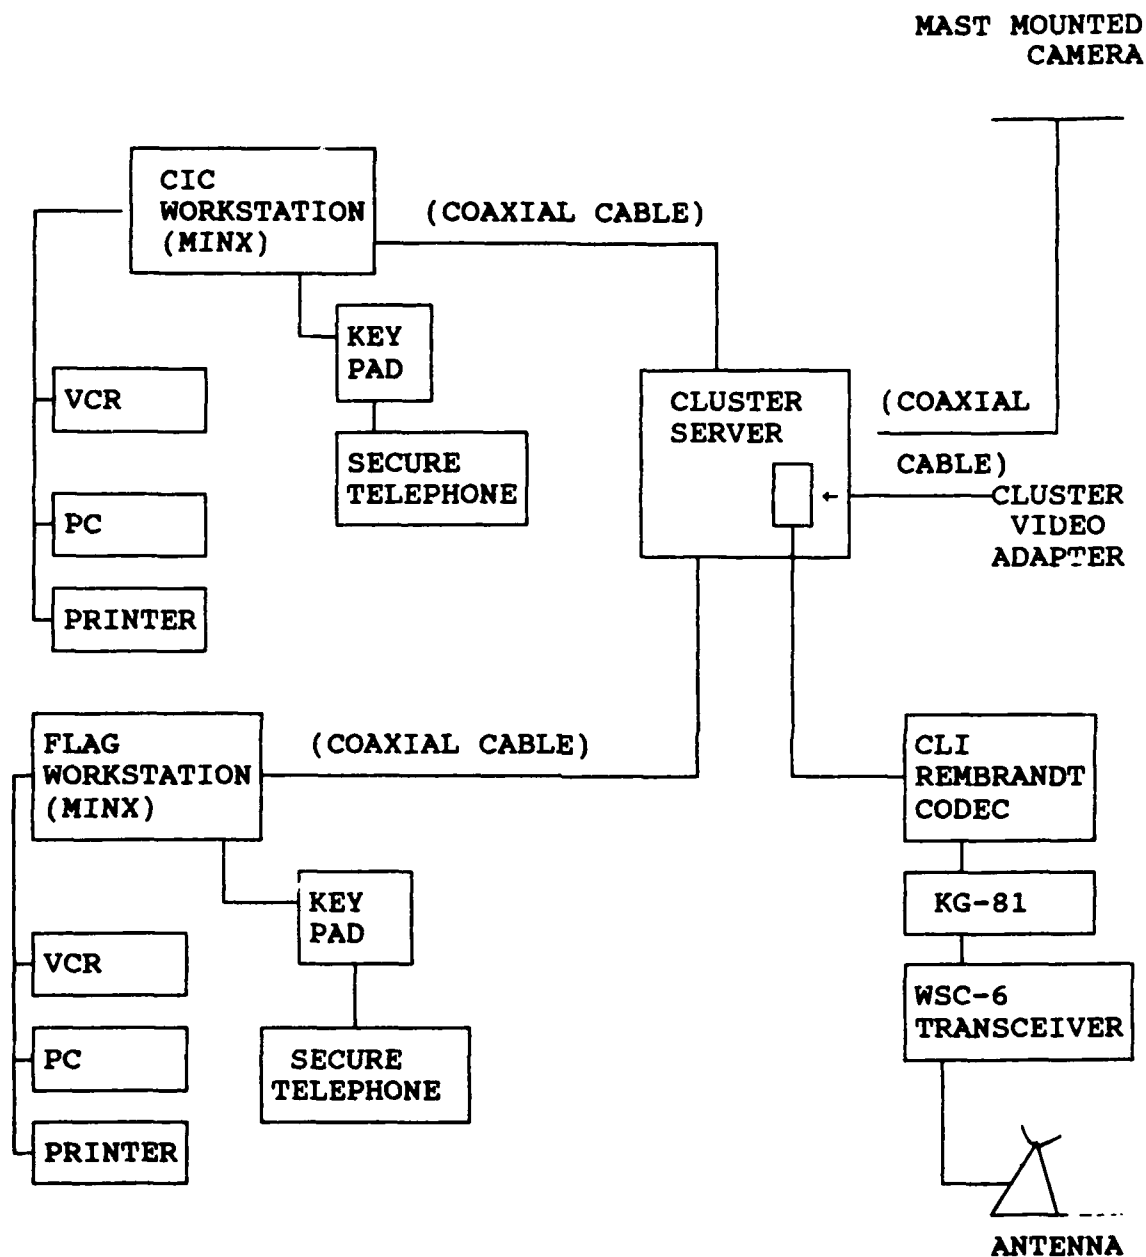 MAST MOUNTED
CAMERA
CIC
WORKSTATION
(MINX)
(COAXIAL CABLE)
KEY
PAD
VCR
SECURE
TELEPHONE
PC
PRINTER
CLUSTER
SERVER
(COAXIAL
CABLE)
CLUSTER
VIDEO
ADAPTER
FLAG
WORKSTATION
(MINX)
(COAXIAL CABLE)
KEY
PAD
VCR
PC
SECURE
TELEPHONE
PRINTER
CLI
REMBRANDT
CODEC
KG-81
WSC-6
TRANSCEIVER
ANTENNA